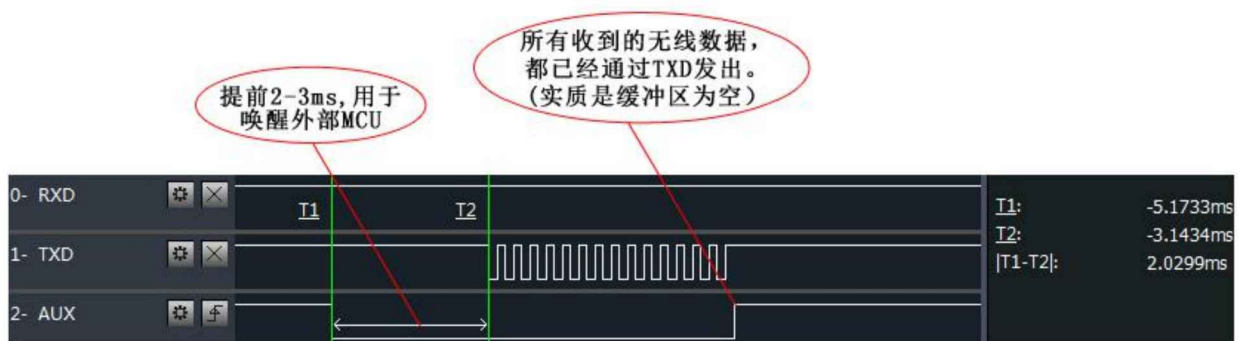 所有收到的无线数据，
都已经通过TXD发出。
(实质是缓冲区为空)
提前2-3ms,用于
唤醒外部MCU
0- RXD
T1
T2
T1:
-5.1733ms
T2:
-3.1434ms
1- TXD
|T1-T2|:
2.0299ms
2- AUX